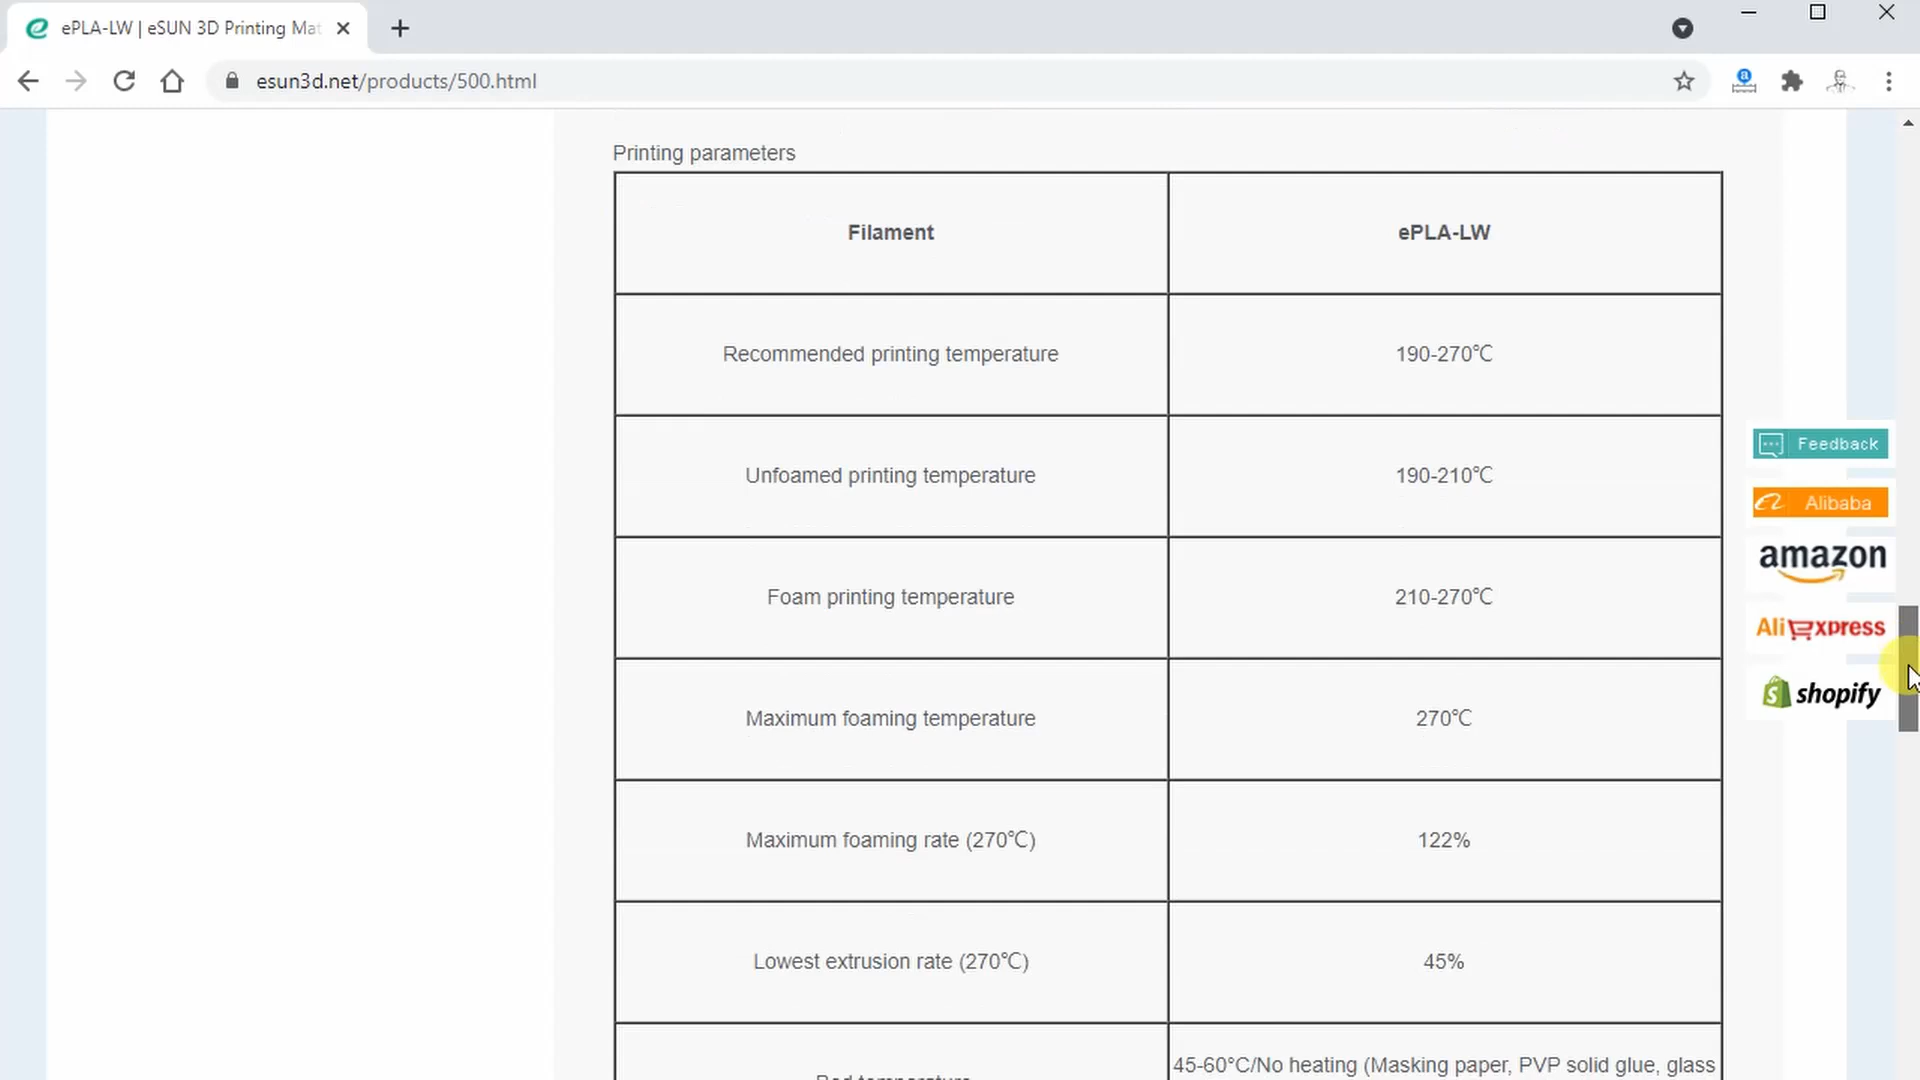 ePLA-LW | eSUN 3D Printing Mat
esun3d.net/products/500.html
Printing parameters
Filament
ePLA-LW
Recommended printing temperature
190-270℃
Unfoamed printing temperature
190-210℃
Foam printing temperature
210-270℃
Maximum foaming temperature
270℃
Maximum foaming rate (270℃)
122%
Lowest extrusion rate (270℃)
45%
Bed temperature
45-60°C/No heating (Masking paper, PVP solid glue, glass
Feedback
Alibaba
amazon
AliExpress
shopify